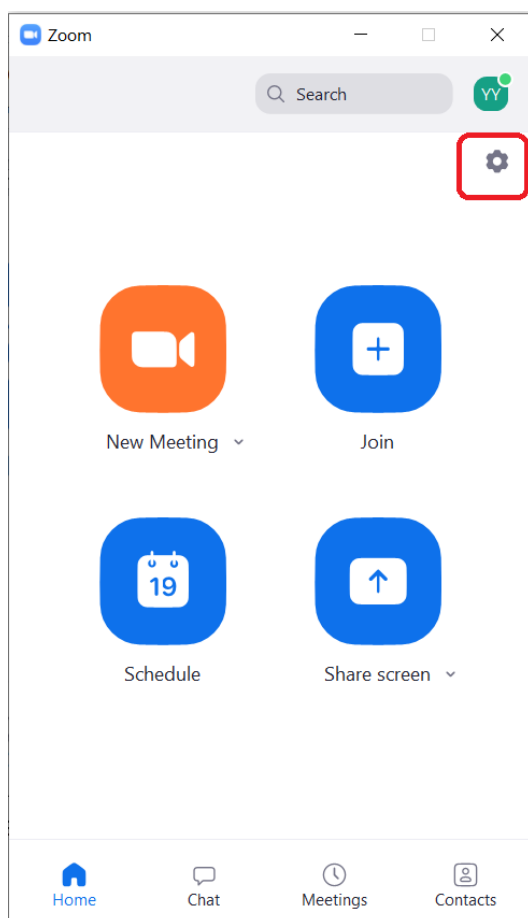 Zoom
Search
YY
New Meeting
Join
19
Schedule
Share screen
Home
Chat
Meetings
Contacts